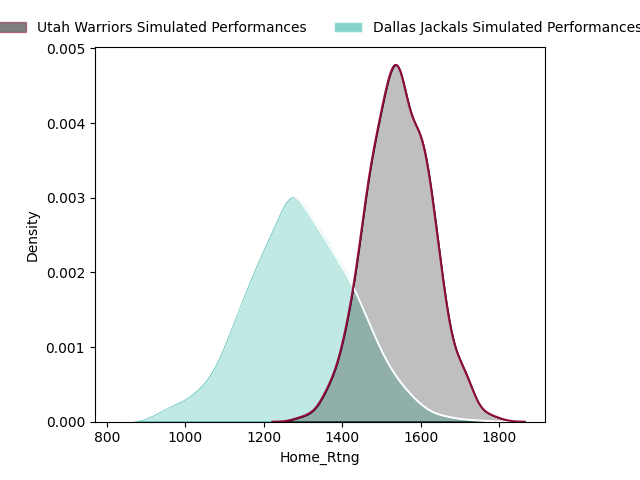 Utah Warriors Simulated Performances Dallas Jackals Simulated Performances
0.005
0.004
0.003
0.002
0.001
0.000
Density
800 1000 1200 1400 1600 1800
Home_Rtng